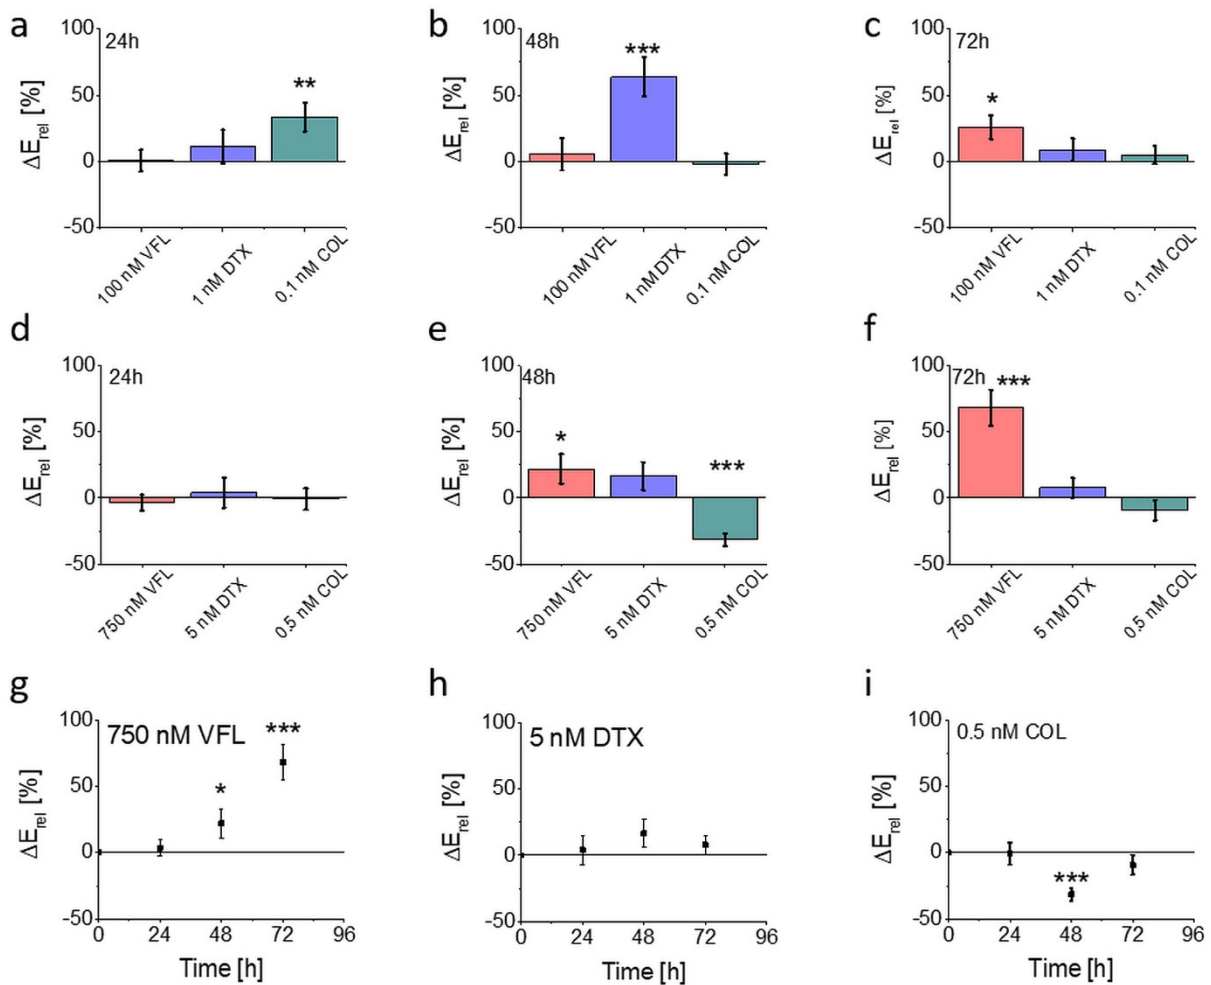 a
24h
**
100
50
0
-50
ΔErel [%]
100 nM VFL
1 nM DTX
0.1 nM COL
b
48h
***
100
50
0
-50
ΔErel [%]
100 nM VFL
1 nM DTX
0.1 nM COL
c
72h
*
100
50
0
-50
ΔErel [%]
100 nM VFL
1 nM DTX
0.1 nM COL
d
24h
100
50
0
-50
ΔErel [%]
750 nM VFL
5 nM DTX
0.5 nM COL
e
48h
*
***
100
50
0
-50
ΔErel [%]
750 nM VFL
5 nM DTX
0.5 nM COL
f
72h
***
100
50
0
-50
ΔErel [%]
750 nM VFL
5 nM DTX
0.5 nM COL
g
750 nM VFL
***
*
100
50
0
-50
ΔErel [%]
0 24 48 72 96
Time [h]
h
5 nM DTX
100
50
0
-50
ΔErel [%]
0 24 48 72 96
Time [h]
i
0.5 nM COL
***
100
50
0
-50
ΔErel [%]
0 24 48 72 96
Time [h]